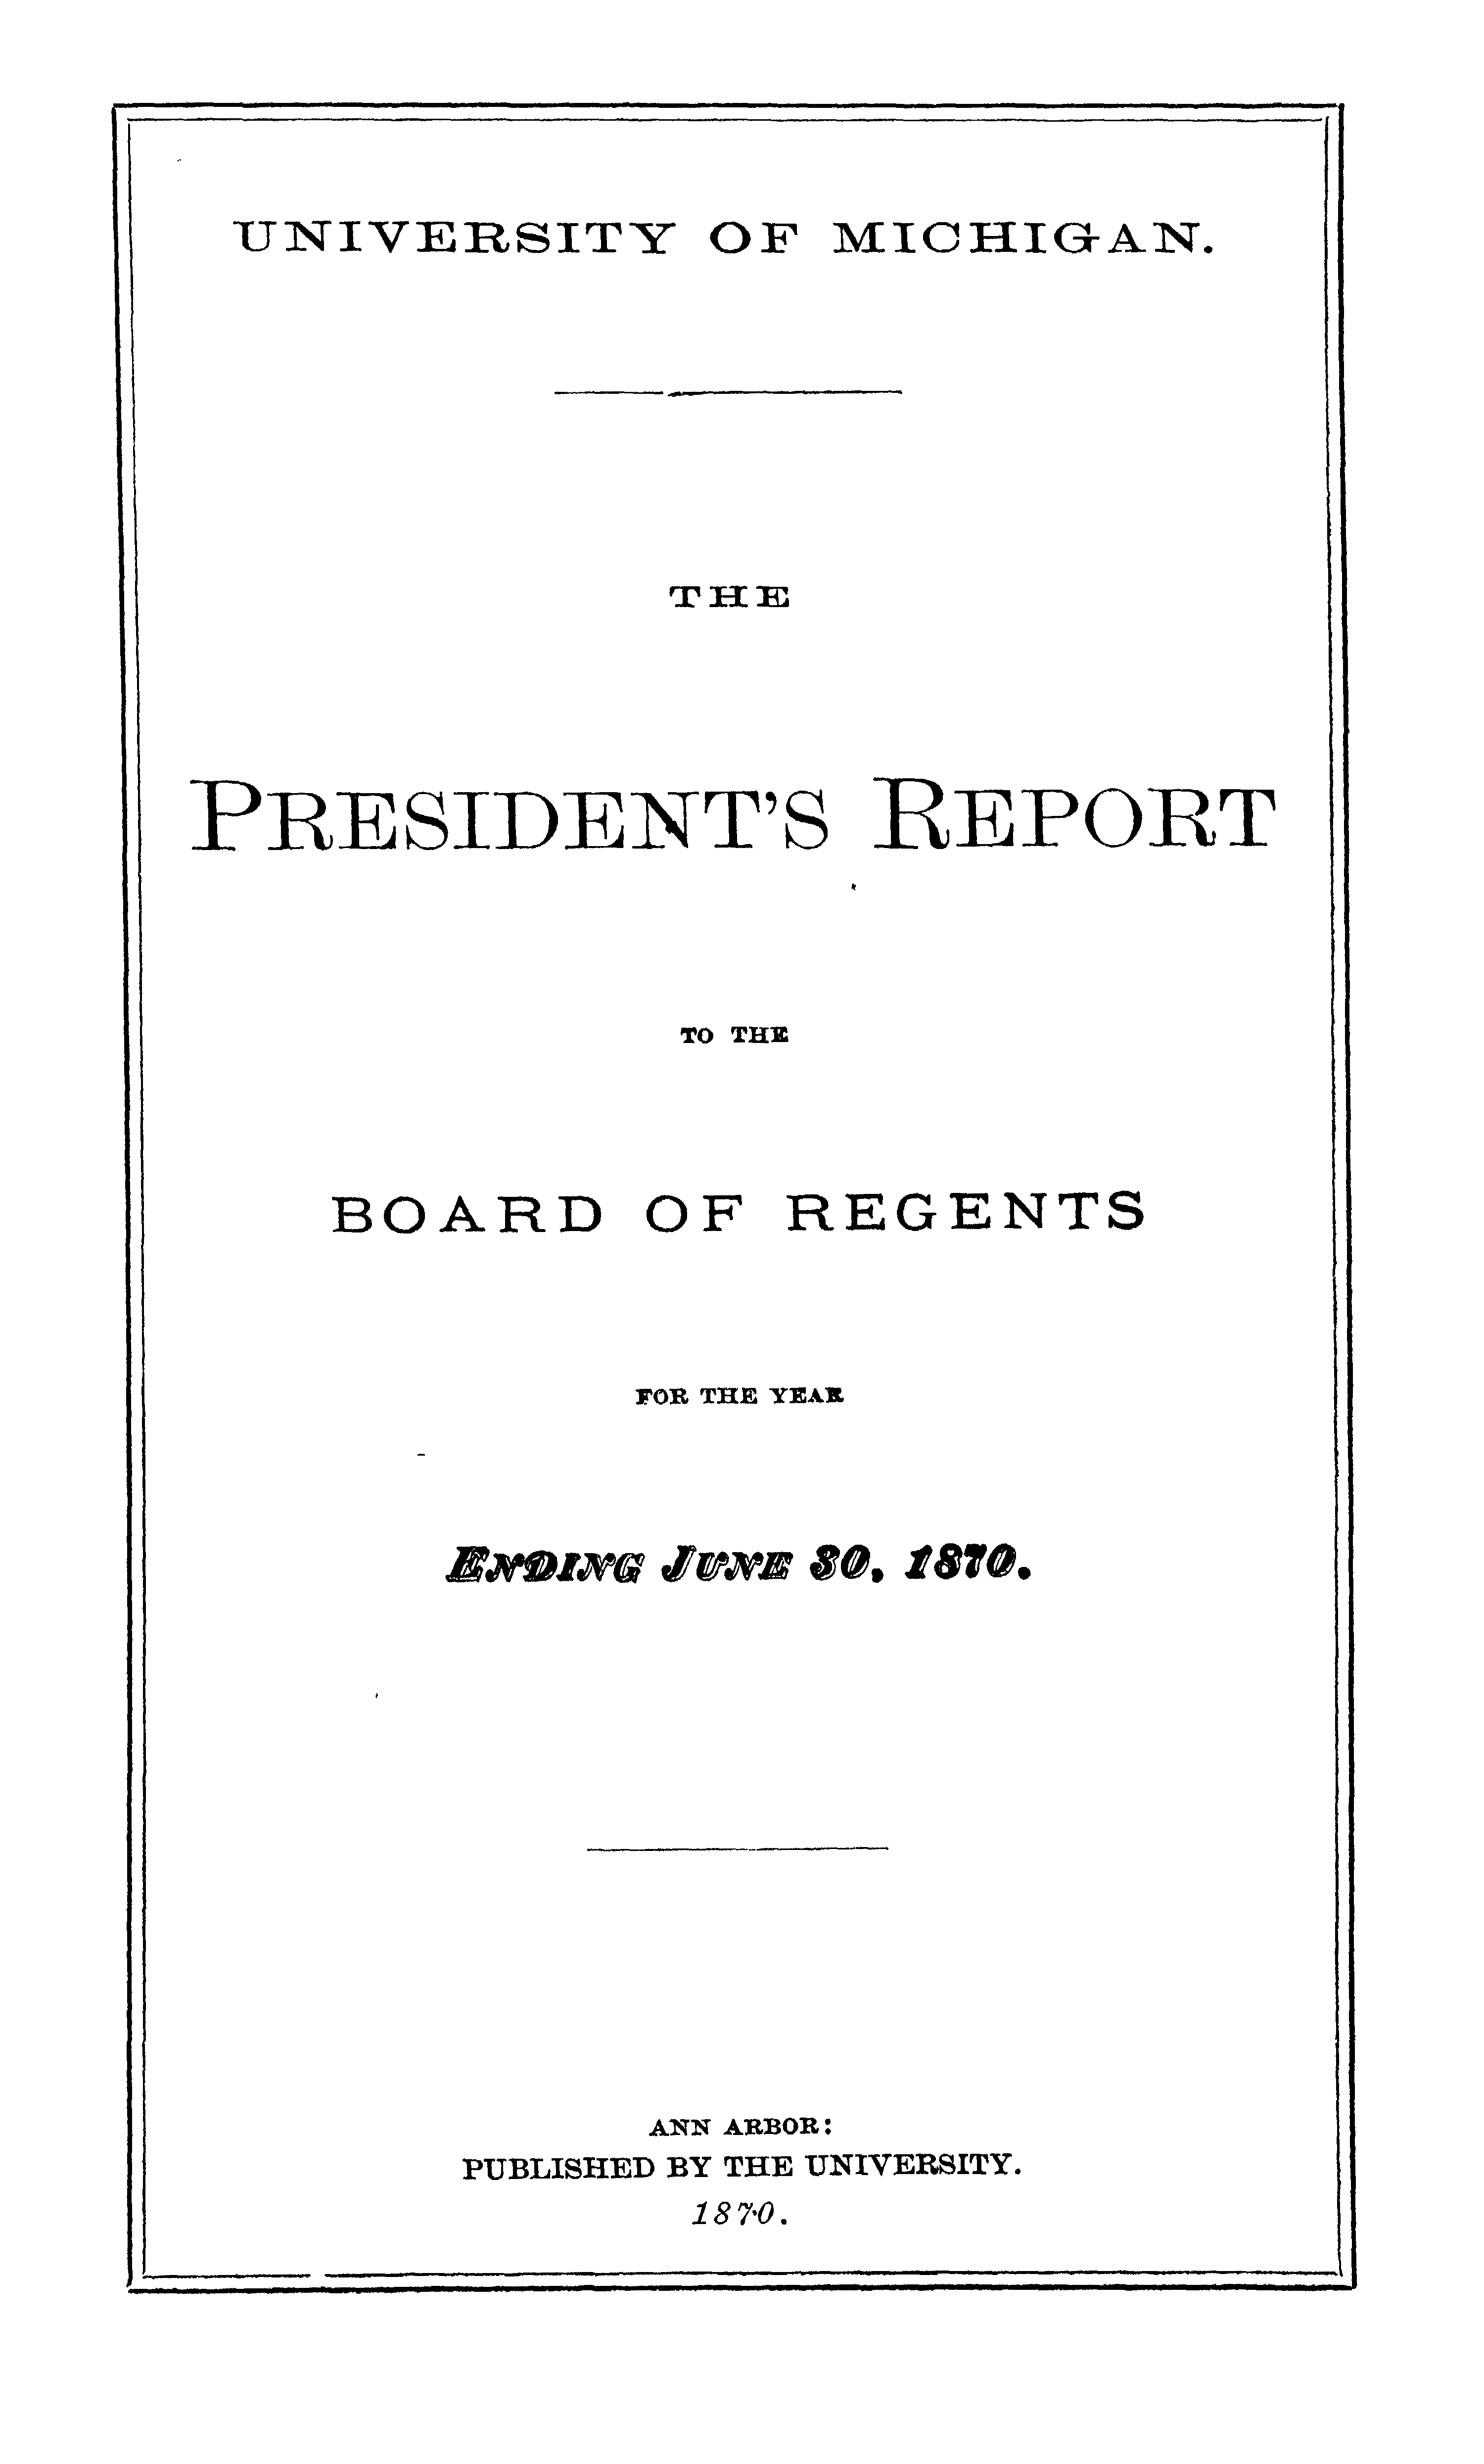 UNIVERSITY OF MICHIGAN.
THE
PRESIDENT'S REPORT
TO THE
BOARD OF REGENTS
FOR THE YEAR
ENDING JUNE 30, 1870.
ANN ARBOR:
PUBLISHED BY THE UNIVERSITY.
1870.